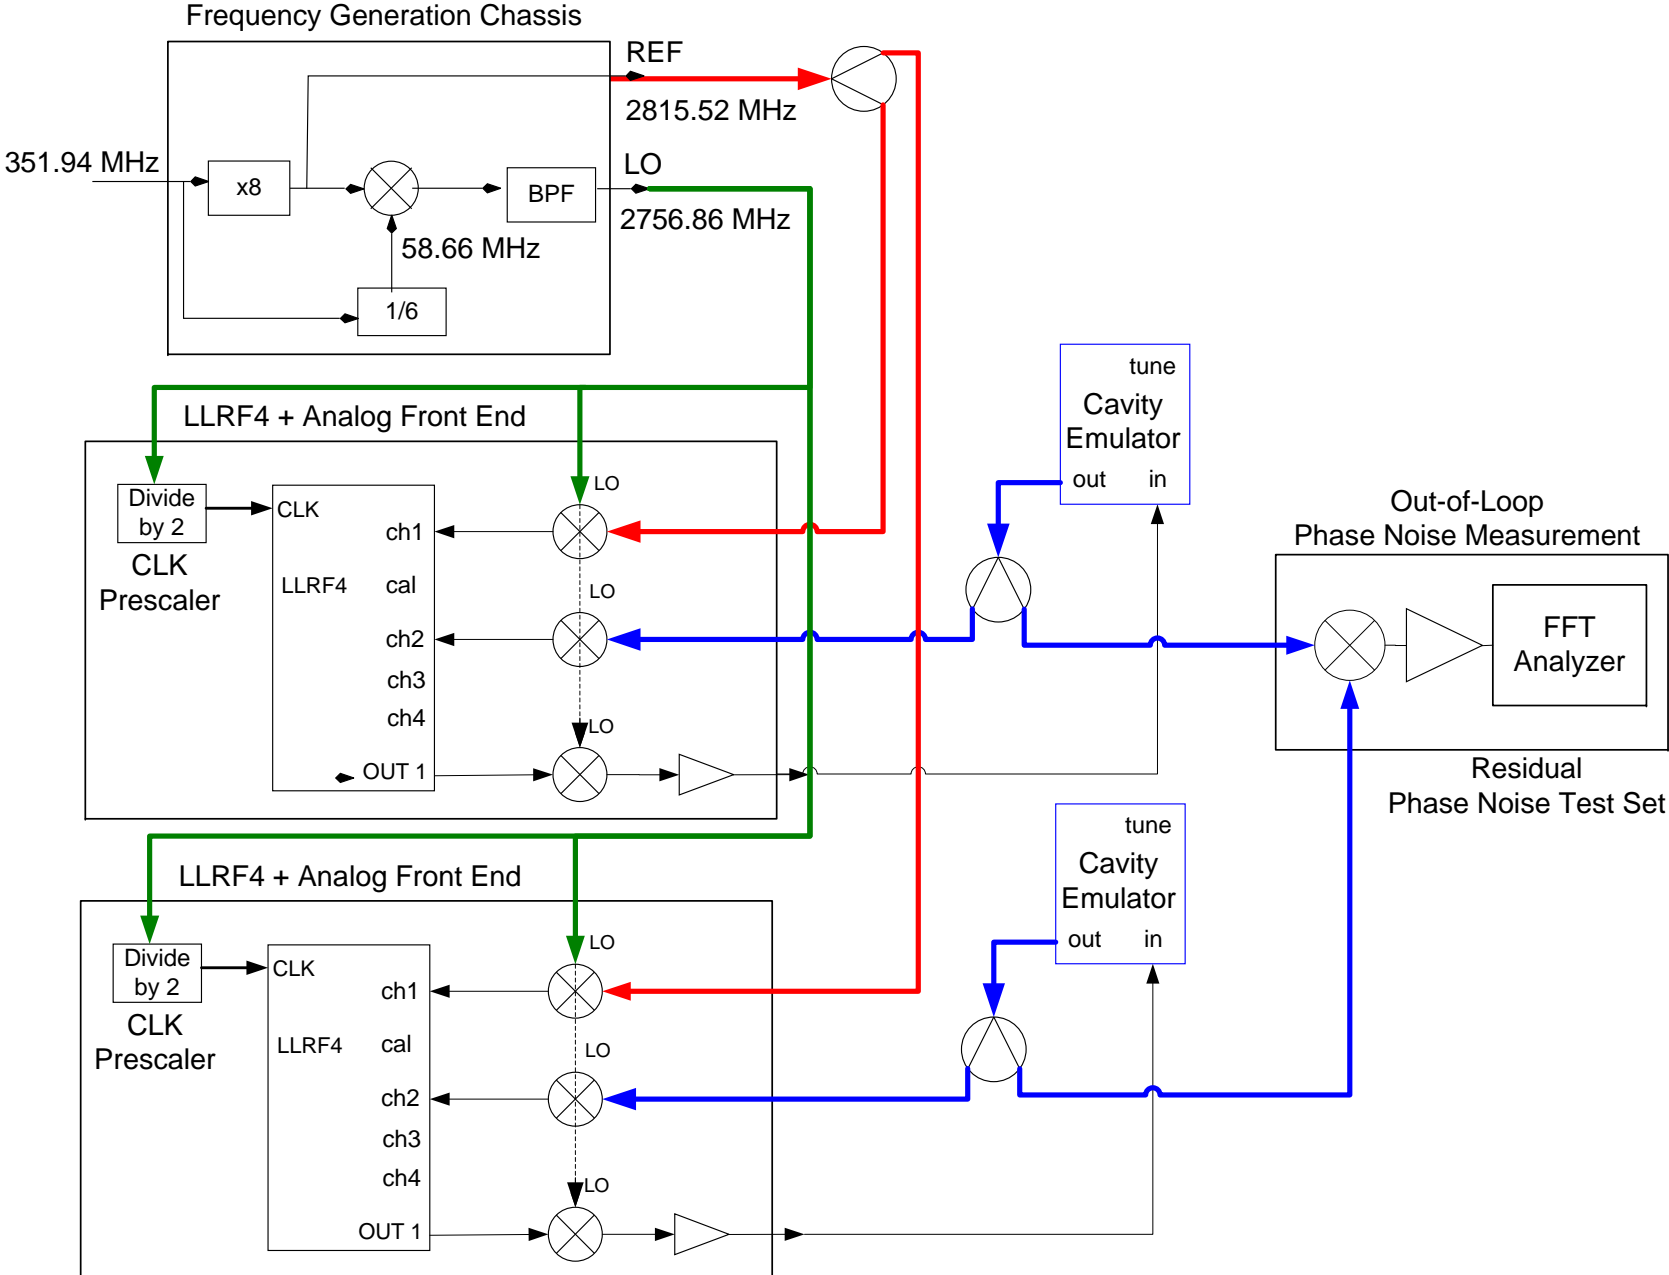 Frequency Generation Chassis
REF
2815.52 MHz
351.94 MHz
x8
BPF
LO
2756.86 MHz
58.66 MHz
1/6
LLRF4 + Analog Front End
Divide
by 2
CLK
Prescaler
CLK
LLRF4
ch1
cal
ch2
ch3
ch4
OUT 1
LO
LO
LO
tune
Cavity
Emulator
out in
Out-of-Loop
Phase Noise Measurement
FFT
Analyzer
Residual
Phase Noise Test Set
LLRF4 + Analog Front End
Divide
by 2
CLK
Prescaler
CLK
LLRF4
ch1
cal
ch2
ch3
ch4
OUT 1
LO
LO
LO
tune
Cavity
Emulator
out in